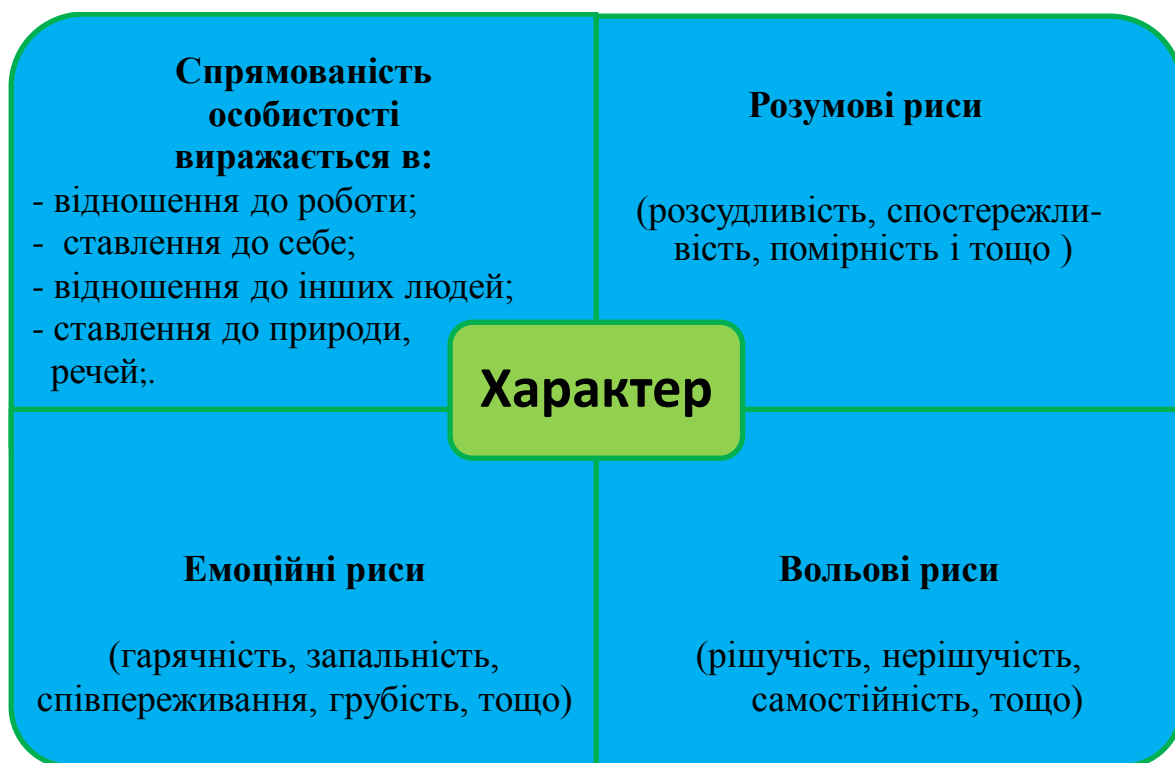 Спрямованість
особистості
виражається в:
- відношення до роботи;
- ставлення до себе;
- відношення до інших людей;
- ставлення до природи,
речей;.
Розумові риси
(розсудливість, спостережли-
вість, помірність і тощо )
Характер
Емоційні риси
(гарячність, запальність,
співпереживання, грубість, тощо)
Вольові риси
(рішучість, нерішучість,
самостійність, тощо)